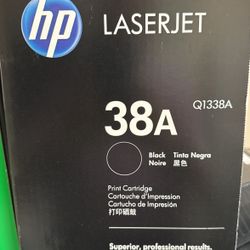 hp
LASERJET
Q1338A
38A
Black Tinta Negra
Noire 黑色
Print Cartridge
Cartouche d'Impression
Cartucho de Impresión
打印硒鼓
Superior, professional results.